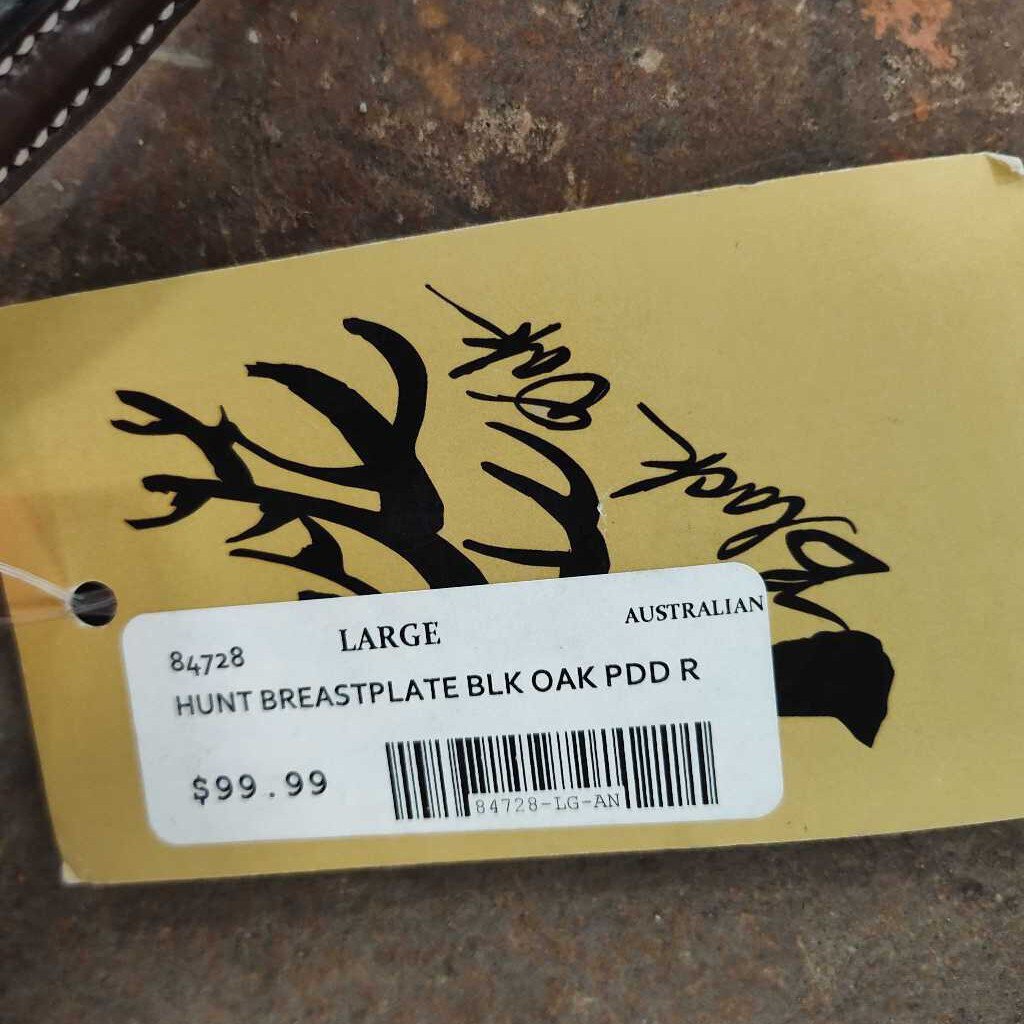 Black Oak
84728 LARGE AUSTRALIAN
HUNT BREASTPLATE BLK OAK PDD R
$99.99
84728-LG-AN